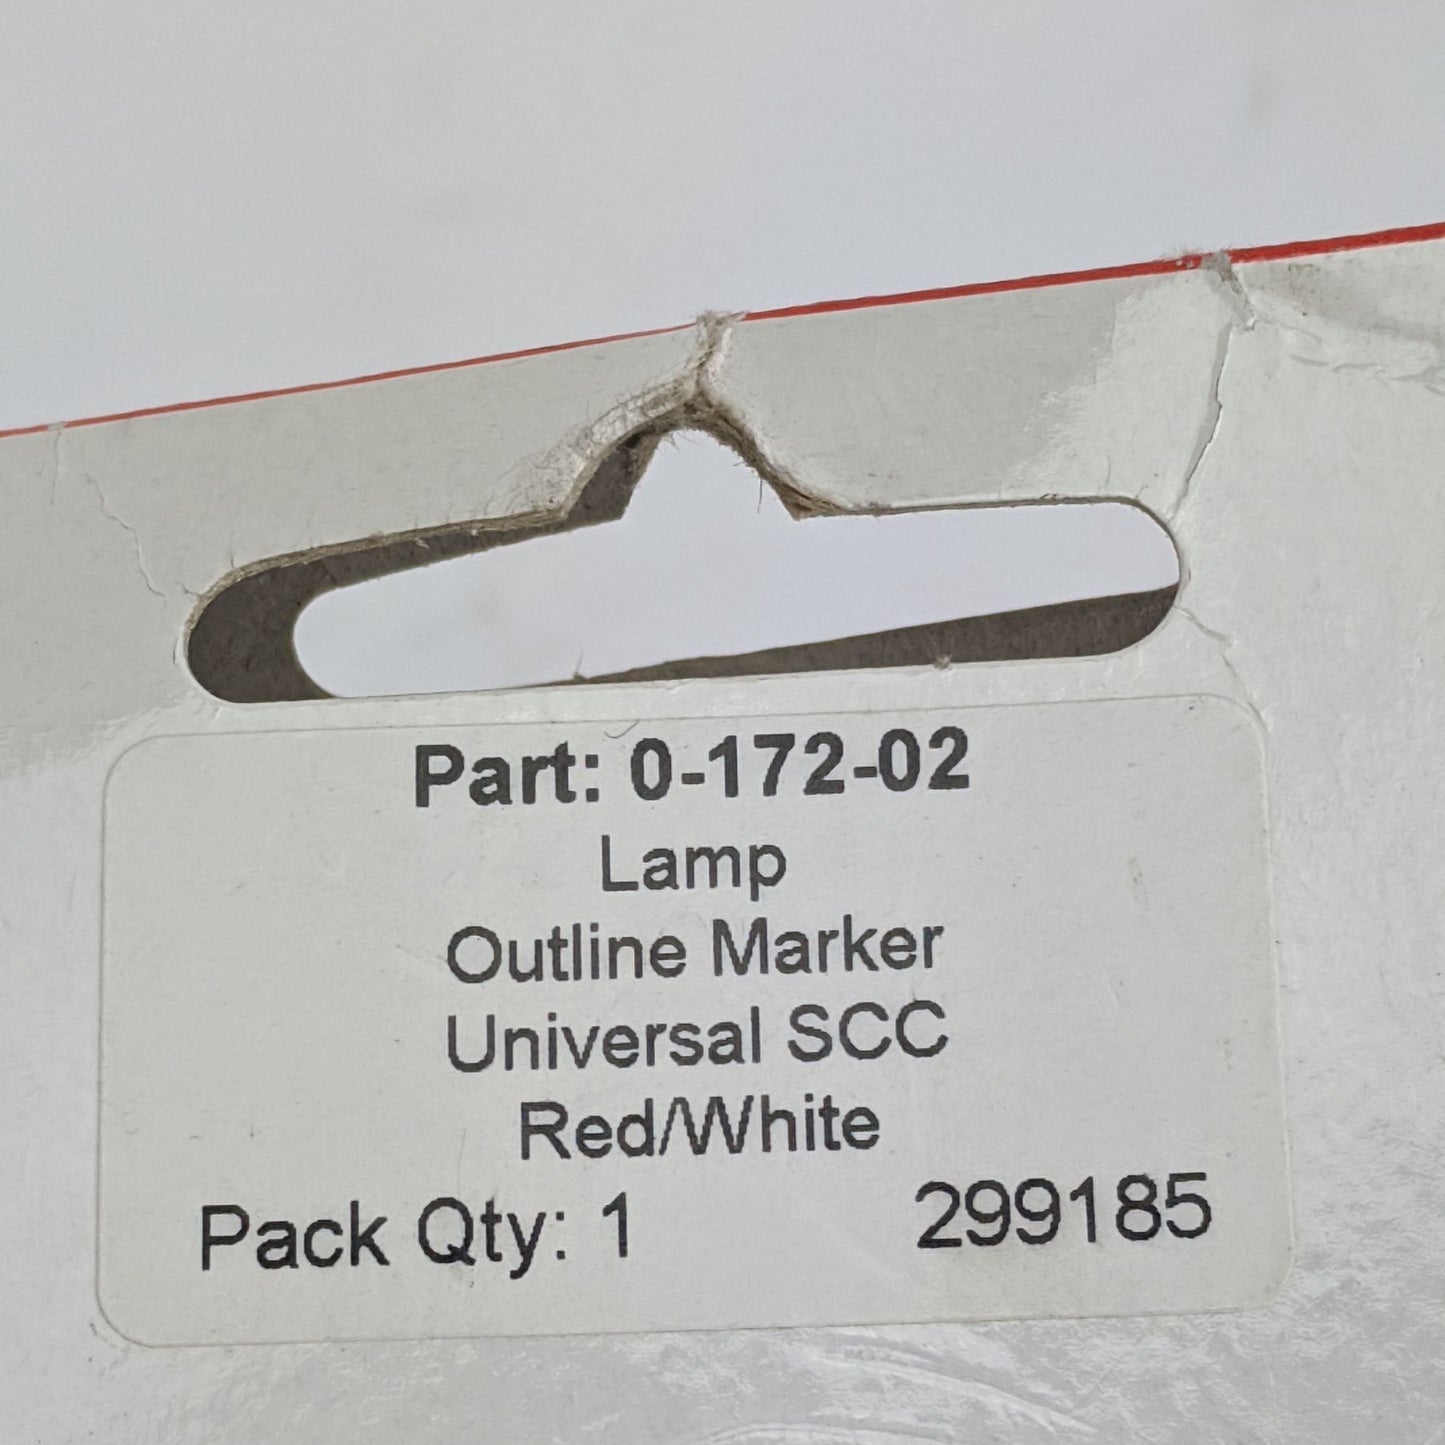 Part: 0-172-02
Lamp
Outline Marker
Universal SCC
Red/White
Pack Qty: 1 299185